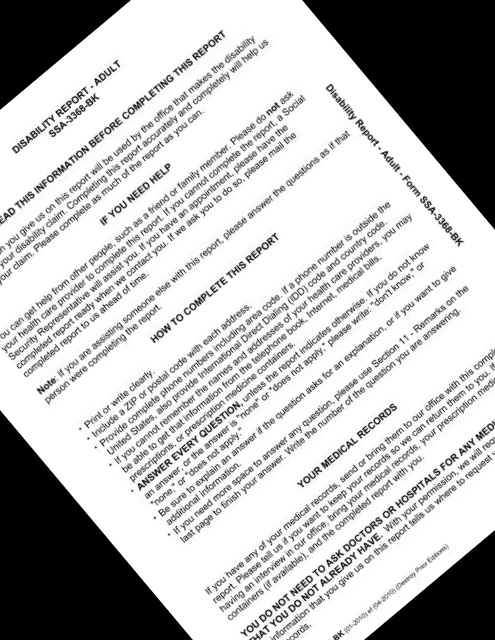 DISABILITY REPORT - ADULT
SSA-3368-BK
READ THIS INFORMATION BEFORE COMPLETING THIS REPORT
you give us on this report will be used by the office that makes the disability
your disability claim. Completing this report accurately and completely will help us
your claim. Please complete as much of the report as you can.
IF YOU NEED HELP
You can get help from other people, such as a friend or family member. Please do not ask
your health care provider to complete this report. If you cannot complete the report, a Social
Security Representative will assist you. If you have an appointment, please have the
completed report ready when we contact you. If we ask you to do so, please mail the
completed report to us ahead of time.
Note: If you are assisting someone else with this report, please answer the questions as if that
person were completing the report.
HOW TO COMPLETE THIS REPORT
• Print or write clearly.
• Include a ZIP or postal code with each address.
• Provide complete phone numbers including area code. If a phone number is outside the
United States, also provide International Direct Dialing (IDD) code and country code.
• If you cannot remember the names and addresses of your health care providers, you may
be able to get that information from the telephone book, Internet, medical bills,
prescriptions, or prescription medicine containers.
• ANSWER EVERY QUESTION, unless the report indicates otherwise. If you do not know
an answer, or the answer is "none" or "does not apply," please write: "don't know," or
"none," or "does not apply."
• Be sure to explain an answer if the question asks for an explanation, or if you want to give
additional information.
• If you need more space to answer any question, please use Section 11 - Remarks on the
last page to finish your answer. Write the number of the question you are answering.
YOUR MEDICAL RECORDS
If you have any of your medical records, send or bring them to our office with this
report. Please tell us if you want to keep your records so we can return them to you. If
having an interview in our office, bring your medical records, your prescription
containers (if available), and the completed report with you.
YOU DO NOT NEED TO ASK DOCTORS OR HOSPITALS FOR ANY
THAT YOU DO NOT ALREADY HAVE. With your permission, we will
information that you give us on this report tells us where to request
records.
BK (01-2010) ef (04-2010) (Destroy Prior Editions)
Disability Report - Adult - Form SSA-3368-BK